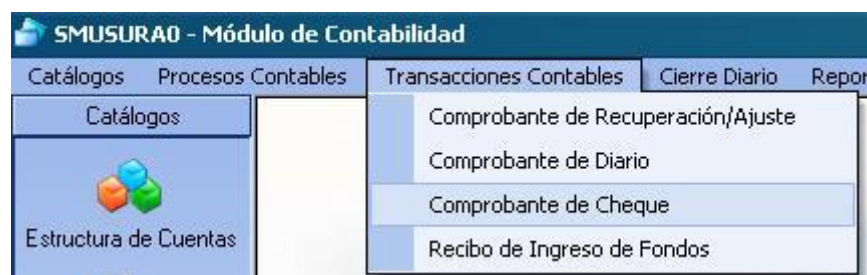 SMUSURA0 - Módulo de Contabilidad
Catálogos Procesos Contables Transacciones Contables Cierre Diario
Catálogos
Estructura de Cuentas
Comprobante de Recuperación/Ajuste
Comprobante de Diario
Comprobante de Cheque
Recibo de Ingreso de Fondos